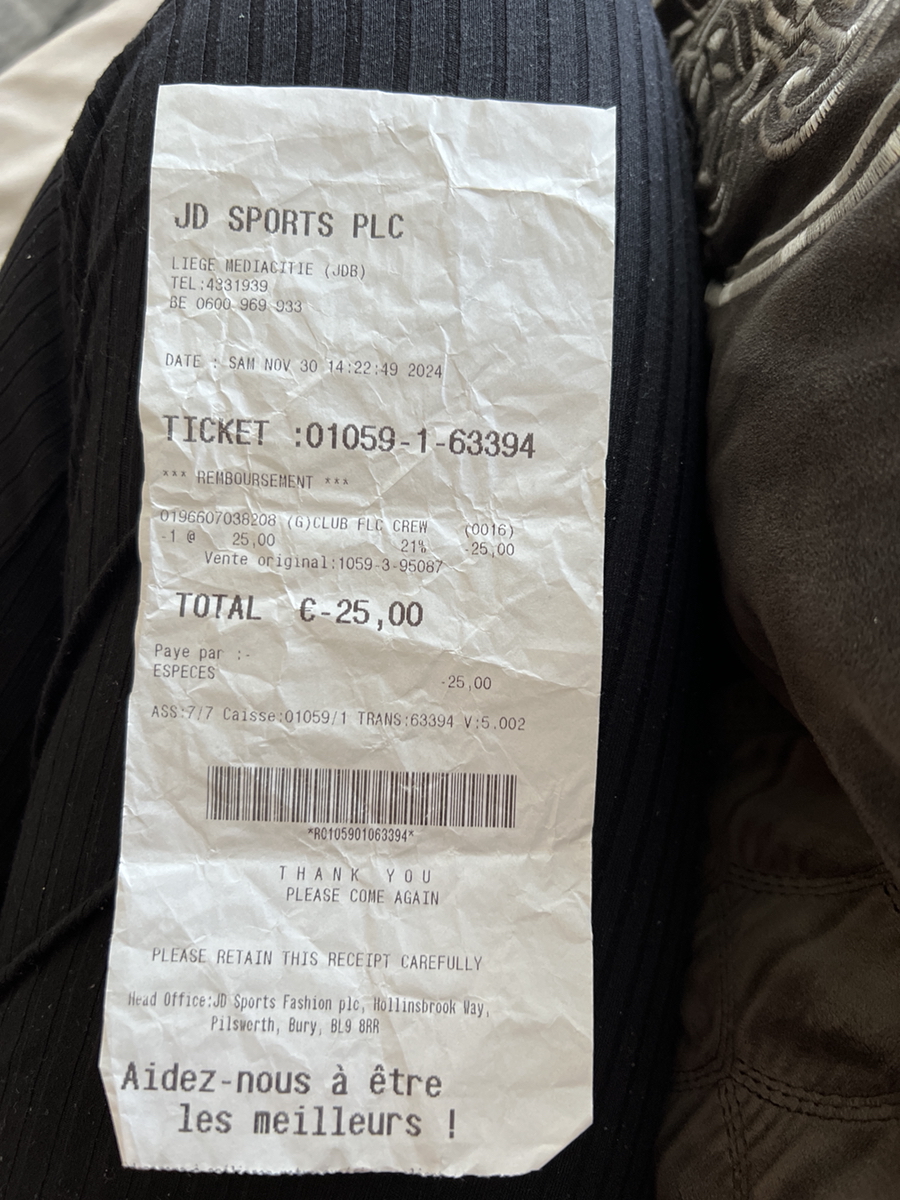 JD SPORTS PLC
LIEGE MEDIACITIE (JDB)
TEL:4331939
BE 0600 969 933
DATE : SAM NOV 30 14:22:49 2024
TICKET :01059-1-63394
*** REMBOURSEMENT ***
0196607038208 (G)CLUB FLC CREW (0016)
-1 @ 25,00 21% -25,00
Vente original:1059-3-95087
TOTAL €-25,00
Paye par :-
ESPECES -25,00
ASS:7/7 Caisse:01059/1 TRANS:63394 V:5.002
*R0105901063394*
THANK YOU
PLEASE COME AGAIN
PLEASE RETAIN THIS RECEIPT CAREFULLY
Head Office:JD Sports Fashion plc, Hollinsbrook Way,
Pilsworth, Bury, BL9 8RR
Aidez-nous à être
les meilleurs !